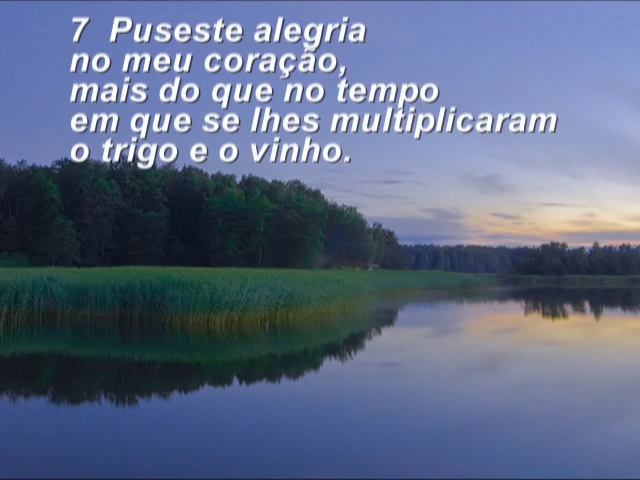 7  Puseste alegria
no meu coração,
mais do que no tempo
em que se lhes multiplicaram
o trigo e o vinho.